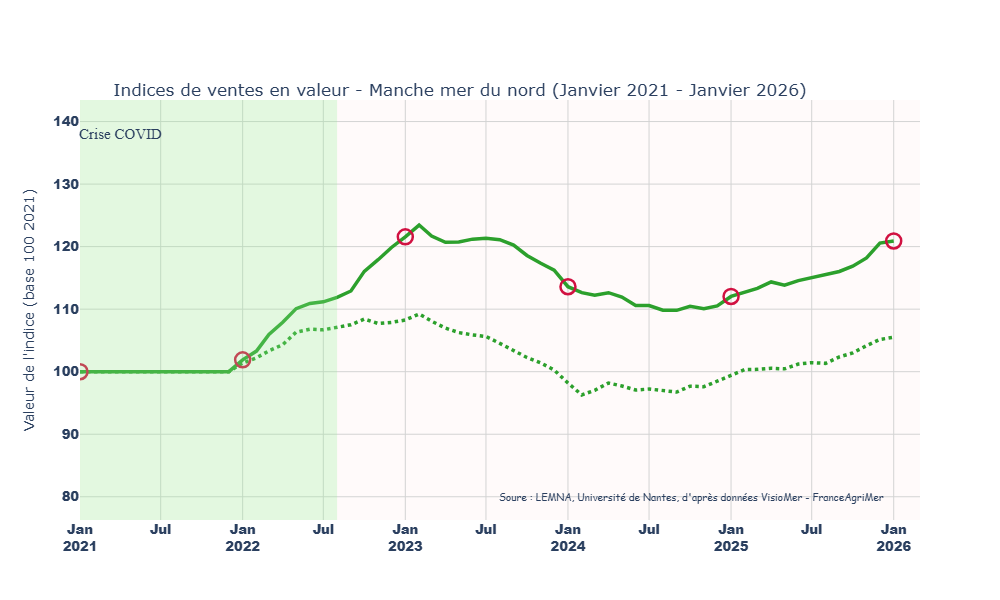 Indices de ventes en valeur - Manche mer du nord (Janvier 2021 - Janvier 2026)
140
Crise COVID
130
120
110
100
90
80
Valeur de l'indice (base 100 2021)
Soure : LEMNA, Université de Nantes, d'après données VisioMer - FranceAgriMer
Jan Jul Jan Jul Jan Jul Jan Jul Jan Jul Jan
2021 2022 2023 2024 2025 2026